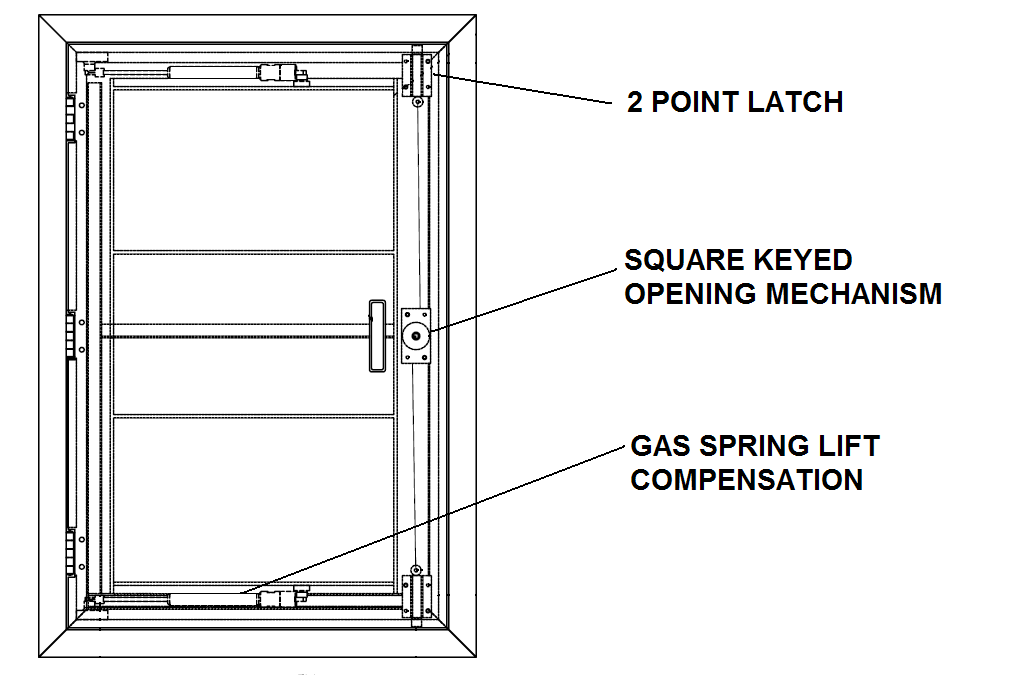 2 POINT LATCH
SQUARE KEYED
OPENING MECHANISM
GAS SPRING LIFT
COMPENSATION